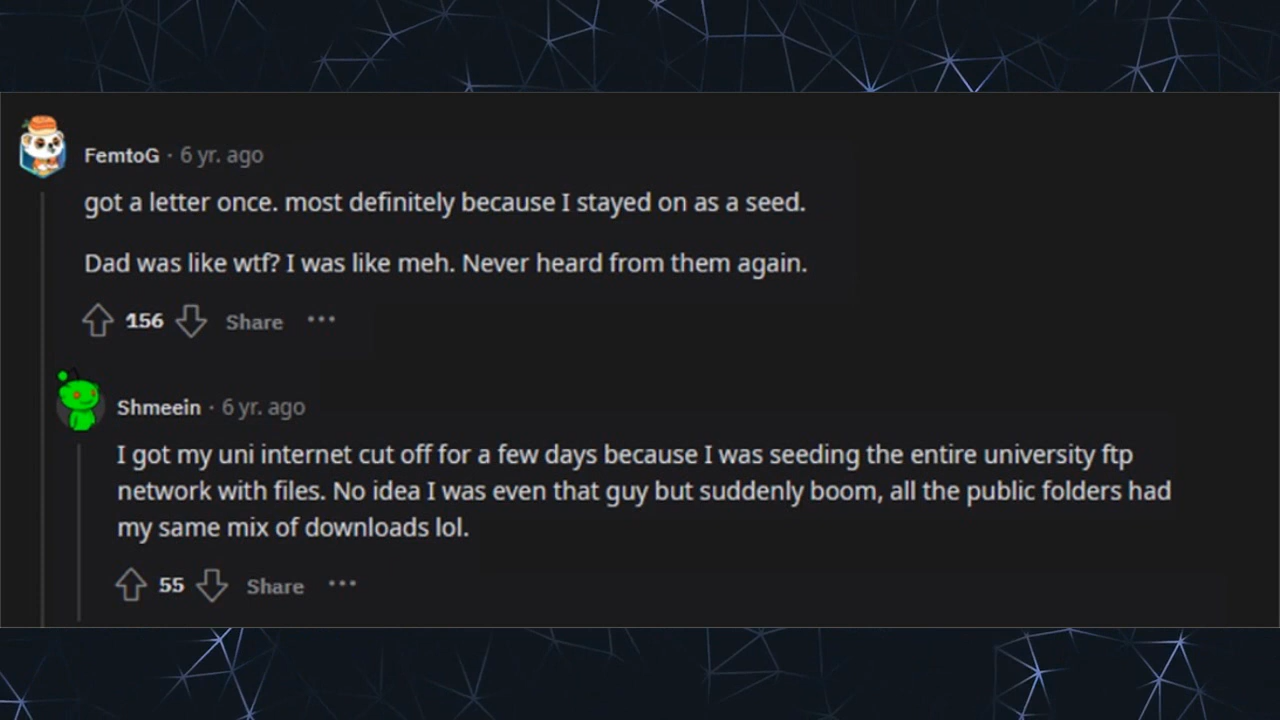 FemtoG · 6 yr. ago
got a letter once. most definitely because I stayed on as a seed.
Dad was like wtf? I was like meh. Never heard from them again.
156 Share ···
Shmeein · 6 yr. ago
I got my uni internet cut off for a few days because I was seeding the entire university ftp
network with files. No idea I was even that guy but suddenly boom, all the public folders had
my same mix of downloads lol.
55 Share ···